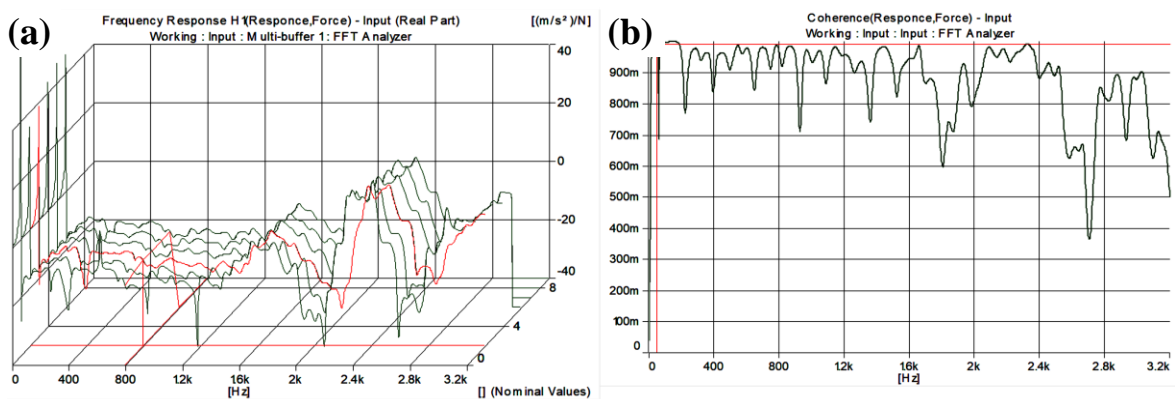 (a)
Frequency Response H1(Responce,Force) - Input (Real Part) [(m/s²)/N]
Working : Input : Multi-buffer 1: FFT Analyzer
40
20
0
-20
-40
8
4
0
0 400 800 1.2k 1.6k 2k 2.4k 2.8k 3.2k
[Hz] [] (Nominal Values)
(b)
Coherence(Responce,Force) - Input
Working : Input : Input : FFT Analyzer
900m
800m
700m
600m
500m
400m
300m
200m
100m
0
0 400 800 1.2k 1.6k 2k 2.4k 2.8k 3.2k
[Hz]